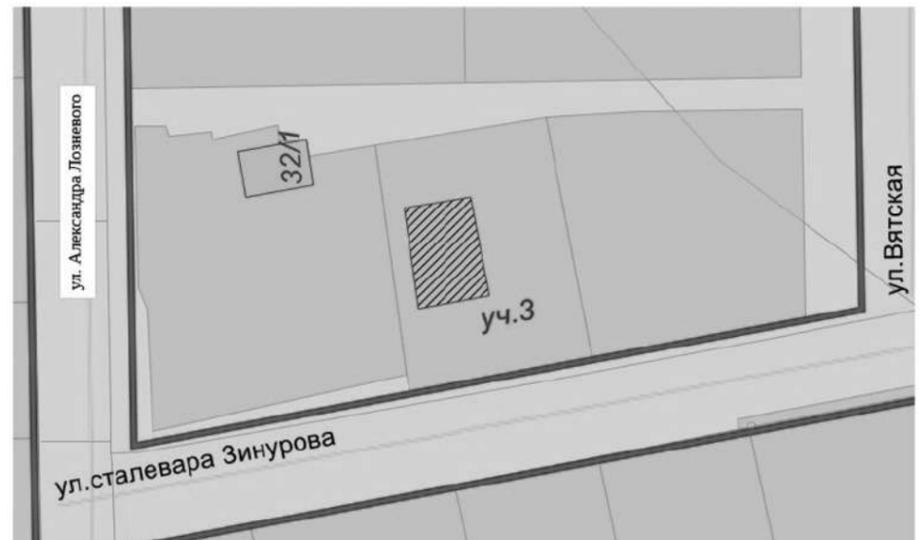 ул. Александра Лозневого
32/1
ул.Вятская
уч.3
ул.сталевара Зинурова